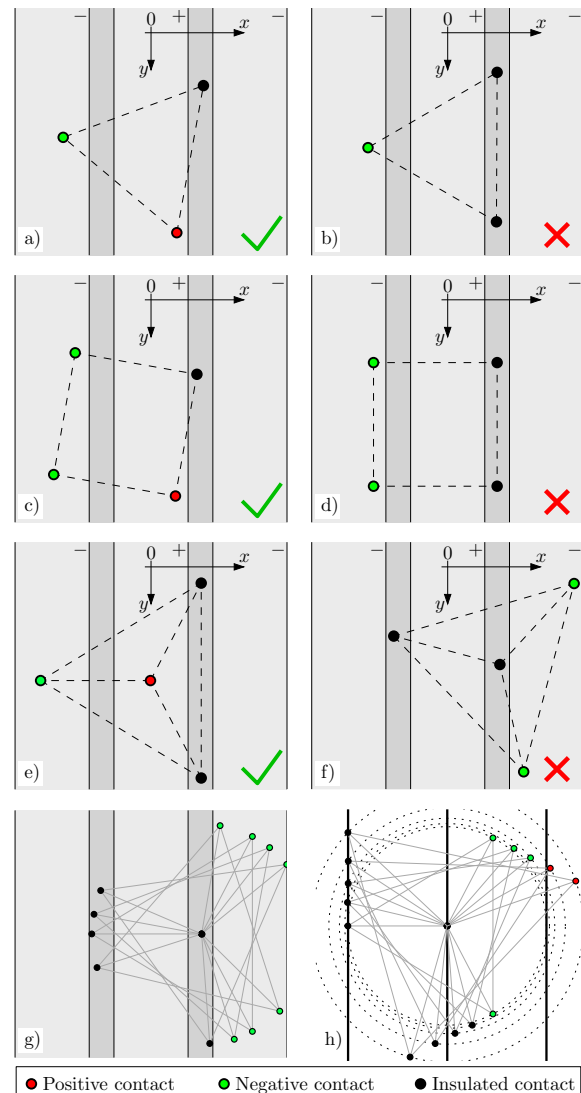 − 0 + x −
y
a)
− 0 + x −
y
b)
− 0 + x −
y
c)
− 0 + x −
y
d)
− 0 + x −
y
e)
− 0 + x −
y
f)
g)
h)
Positive contact Negative contact Insulated contact